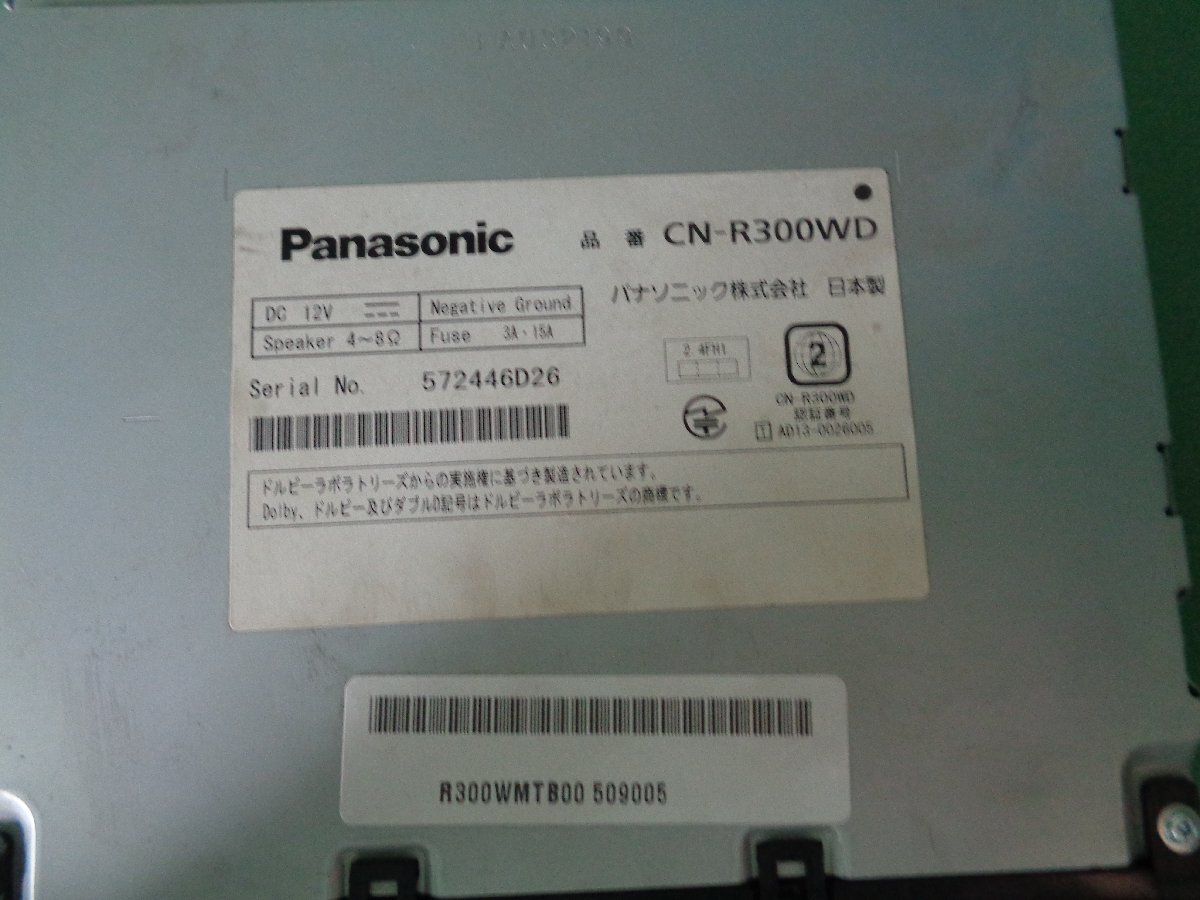 Panasonic
品 番 CN-R300WD
パナソニック株式会社 日本製
DC 12V
Negative Ground
Speaker 4～8Ω
Fuse 3A・15A
Serial No. 572446D26
2.4FH1
2
CN-R300WD
認証番号
1 AD13-0026005
ドルビーラボラトリーズからの実施権に基づき製造されています。
Dolby、ドルビー及びダブルD記号はドルビーラボラトリーズの商標です。
R300WMTB00 509005